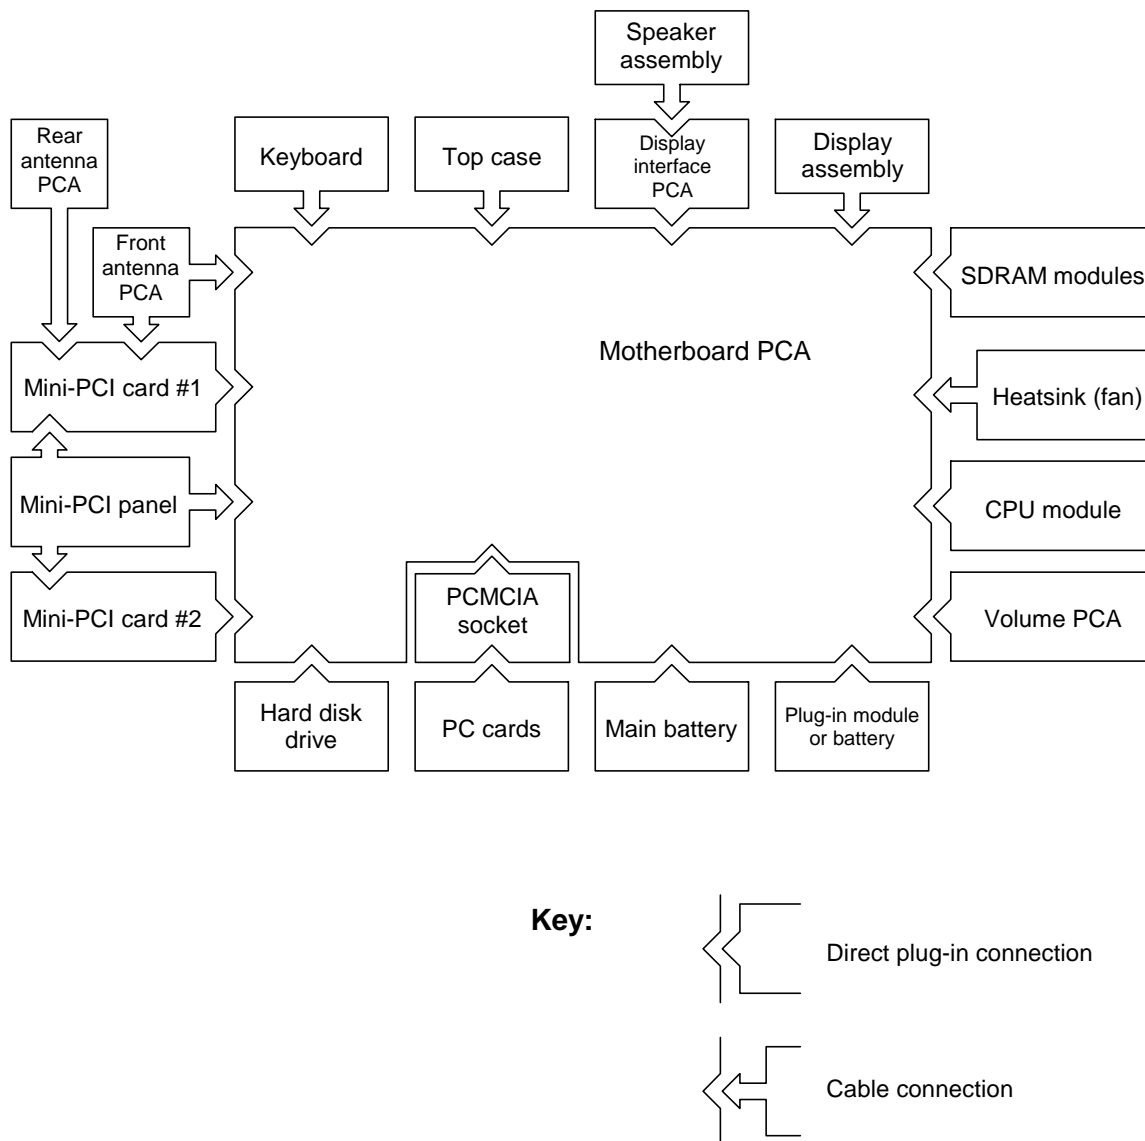 Speaker
assembly
Rear
antenna
PCA
Keyboard
Top case
Display
interface
PCA
Display
assembly
Front
antenna
PCA
SDRAM modules
Motherboard PCA
Mini-PCI card #1
Heatsink (fan)
Mini-PCI panel
CPU module
Mini-PCI card #2
PCMCIA
socket
Volume PCA
Hard disk
drive
PC cards
Main battery
Plug-in module
or battery
Key:
Direct plug-in connection
Cable connection